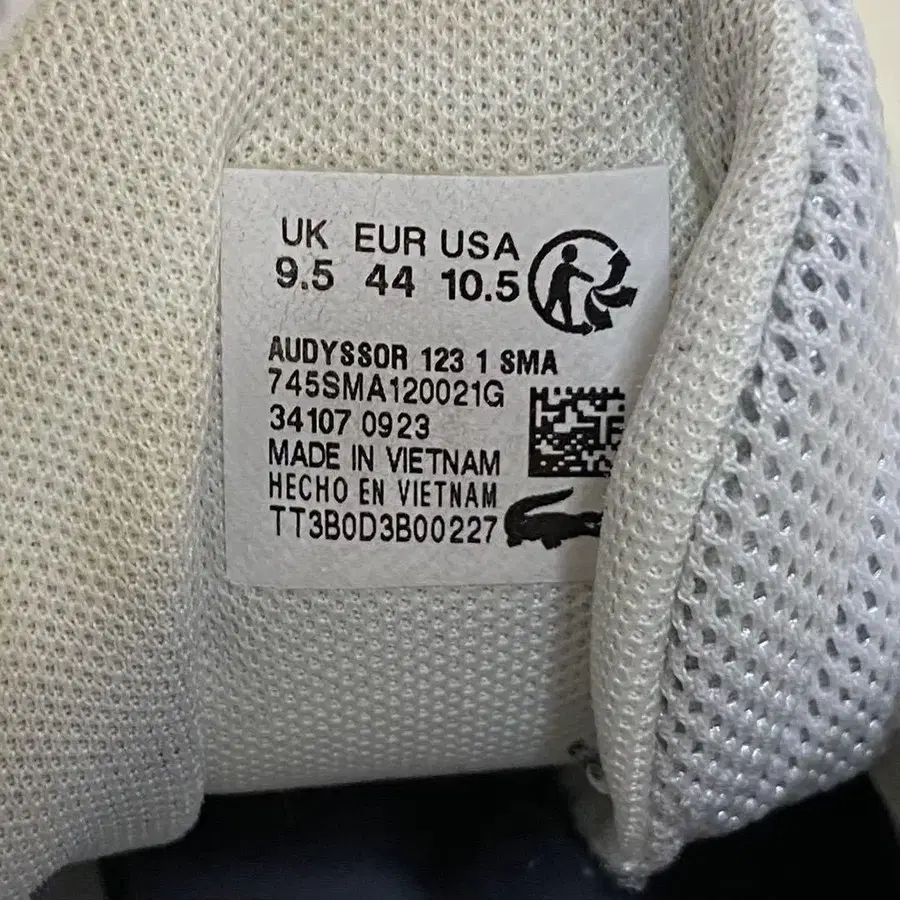 UK EUR USA
9.5 44 10.5
AUDYSSOR 123 1 SMA
745SMA120021G
34107 0923
MADE IN VIETNAM
HECHO EN VIETNAM
TT3B0D3B00227